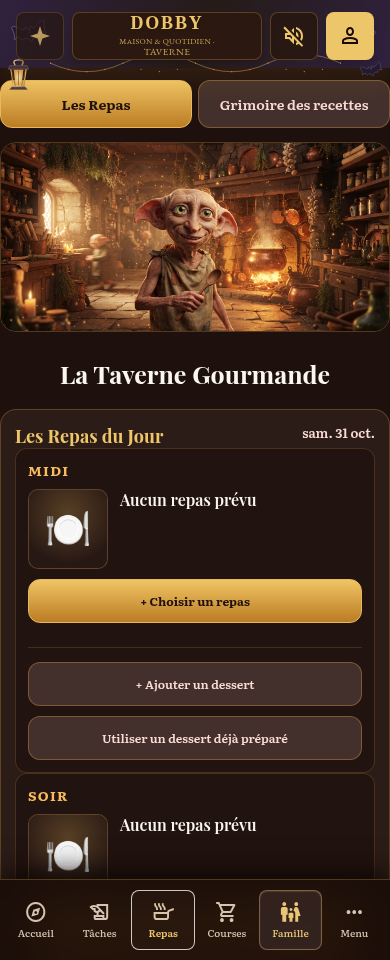 DOBBY
MAISON & QUOTIDIEN ·
TAVERNE
Les Repas
Grimoire des recettes
La Taverne Gourmande
Les Repas du Jour
sam. 31 oct.
MIDI
Aucun repas prévu
+ Choisir un repas
+ Ajouter un dessert
Utiliser un dessert déjà préparé
SOIR
Aucun repas prévu
Accueil
Tâches
Repas
Courses
Famille
Menu